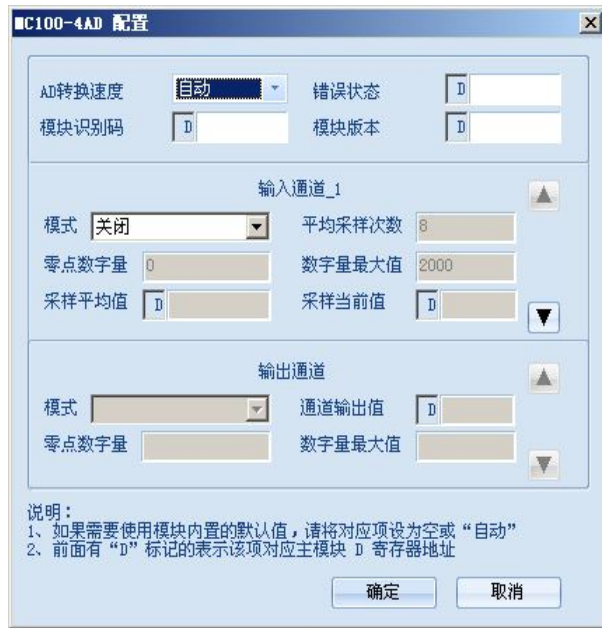 MC100-4AD 配置
AD转换速度 自动 错误状态 D
模块识别码 D 模块版本 D
输入通道_1
模式 关闭 平均采样次数 8
零点数字量 0 数字量最大值 2000
采样平均值 D 采样当前值 D
输出通道
模式 通道输出值 D
零点数字量 数字量最大值
说明:
1、如果需要使用模块内置的默认值,请将对应项设为空或“自动”
2、前面有“D”标记的表示该项对应主模块 D 寄存器地址
确定 取消